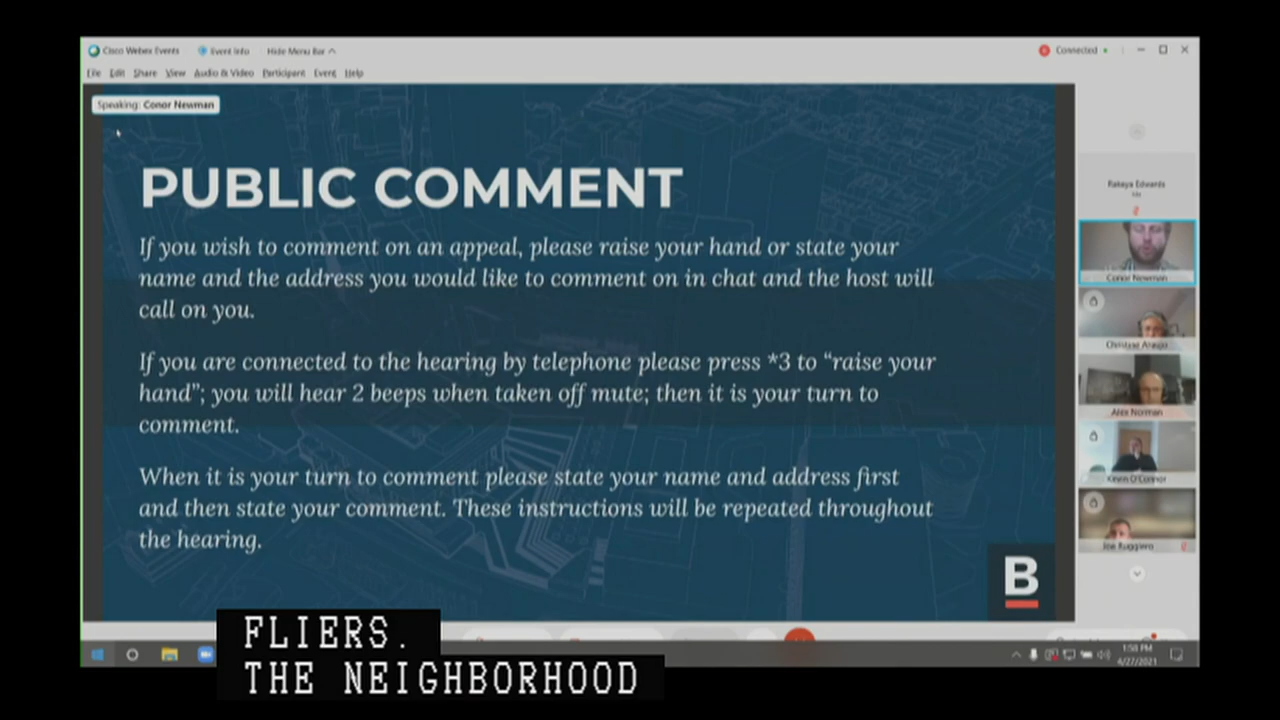 Cisco Webex Events
Event Info
Hide Menu Bar
Connected
File Edit Share View Audio & Video Participant Event Help
Speaking: Conor Newman
PUBLIC COMMENT
If you wish to comment on an appeal, please raise your hand or state your
name and the address you would like to comment on in chat and the host will
call on you.
If you are connected to the hearing by telephone please press *3 to “raise your
hand”; you will hear 2 beeps when taken off mute; then it is your turn to
comment.
When it is your turn to comment please state your name and address first
and then state your comment. These instructions will be repeated throughout
the hearing.
B
Rakeya Edwards
Me
Conor Newman
Christine Araujo
Alex Norman
Kevin O'Connor
Joe Ruggiero
FLIERS.
THE NEIGHBORHOOD
1:58 PM
4/27/2021